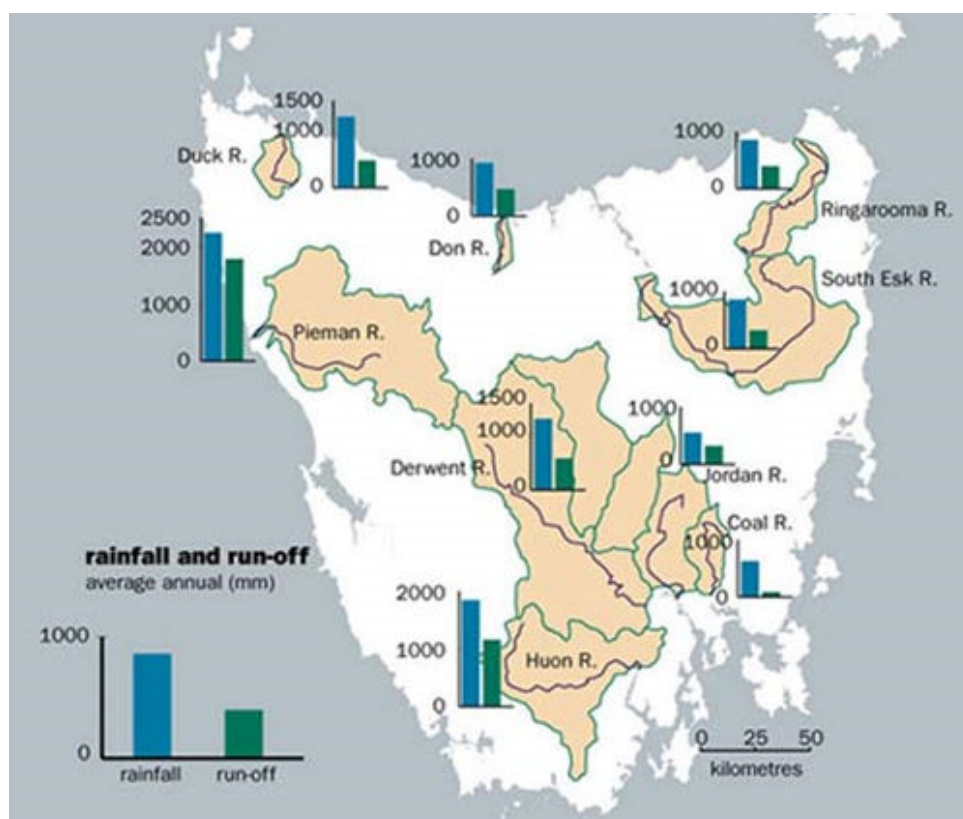 1500
1000
0
Duck R.
1000
0
Don R.
1000
0
Ringarooma R.
2500
2000
1000
0
Pieman R.
South Esk R.
1000
0
1500
1000
0
Derwent R.
1000
0
Jordan R.
Coal R.
1000
0
rainfall and run-off
average annual (mm)
1000
0
rainfall run-off
2000
1000
0
Huon R.
0 25 50
kilometres